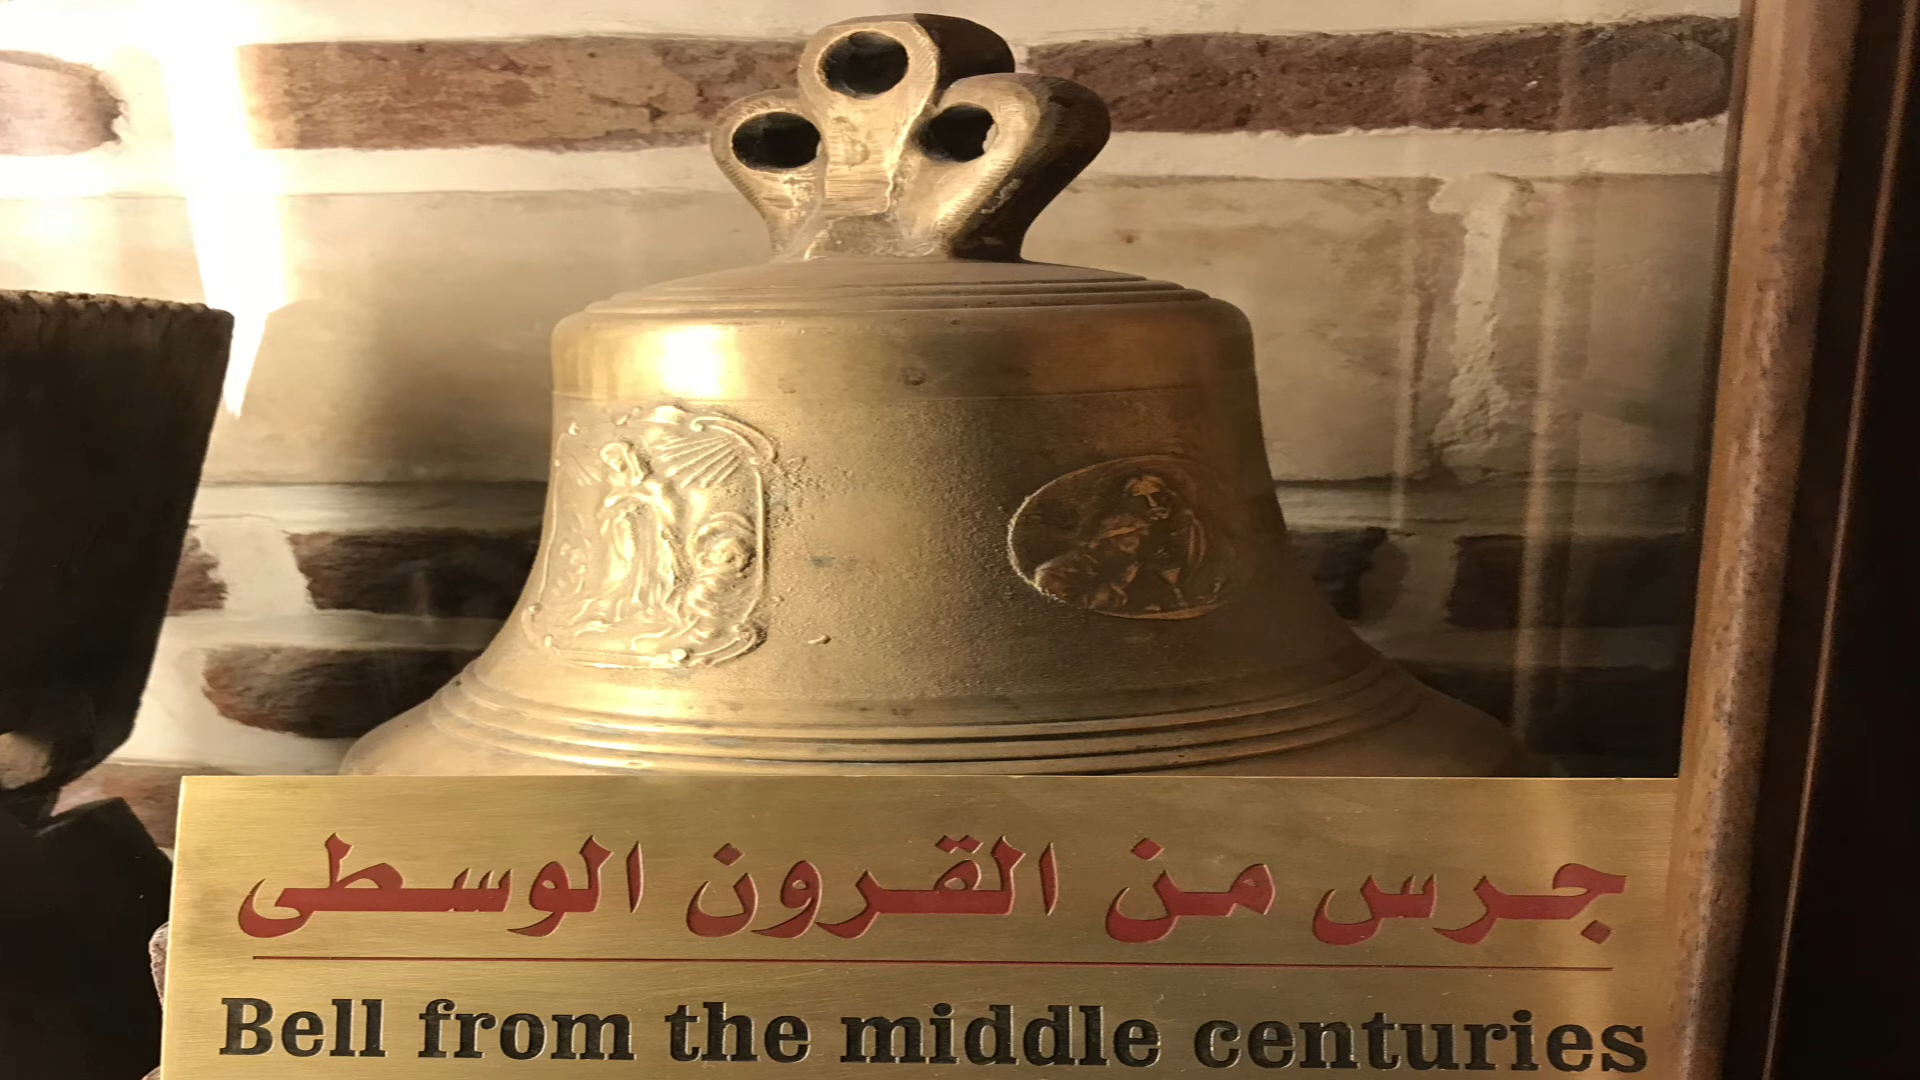 جرس من القرون الوسطى
Bell from the middle centuries